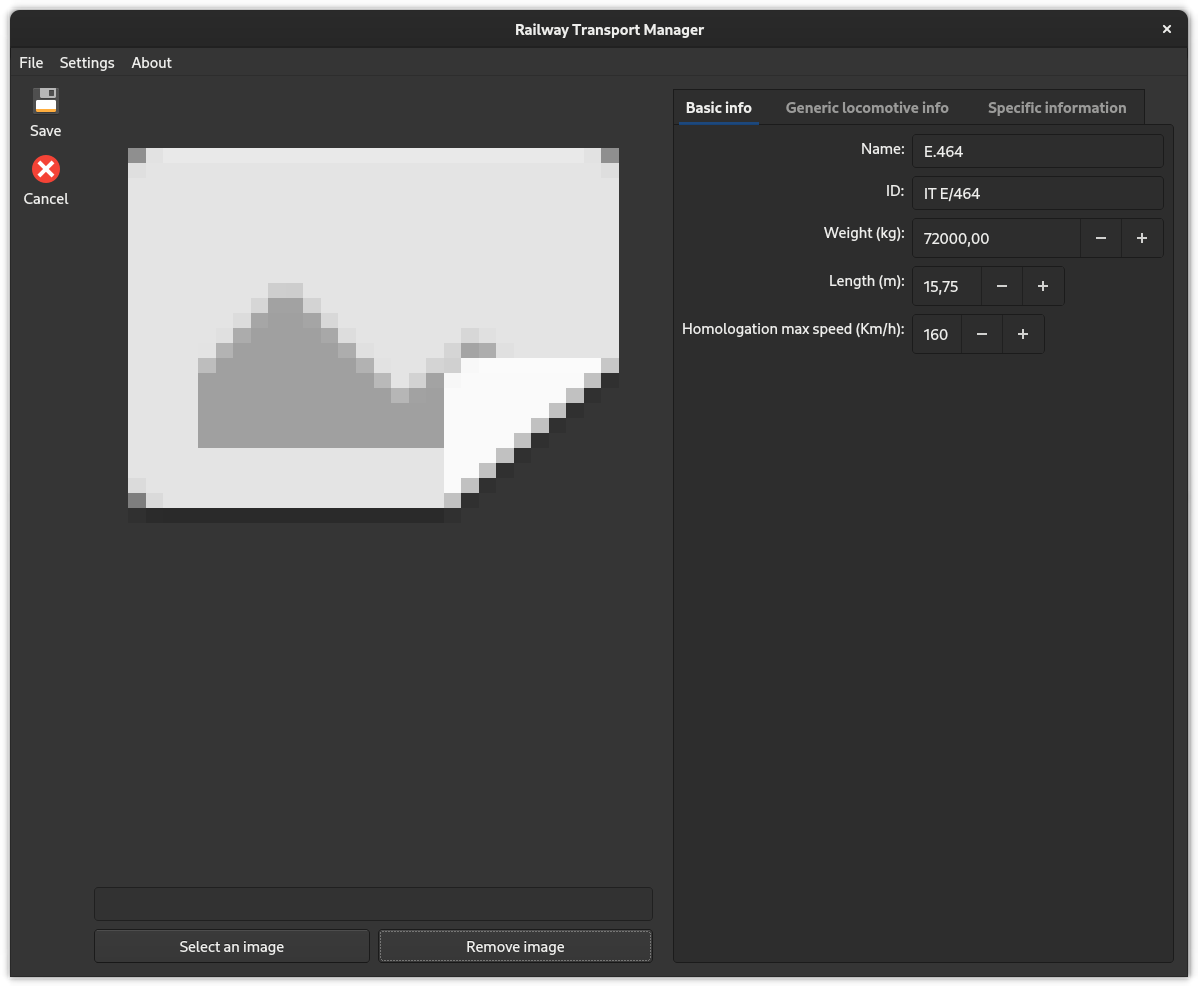 Railway Transport Manager
File Settings About
Save
Cancel
Basic info Generic locomotive info Specific information
Name: E.464
ID: IT E/464
Weight (kg): 72000,00 − +
Length (m): 15,75 − +
Homologation max speed (Km/h): 160 − +
Select an image Remove image